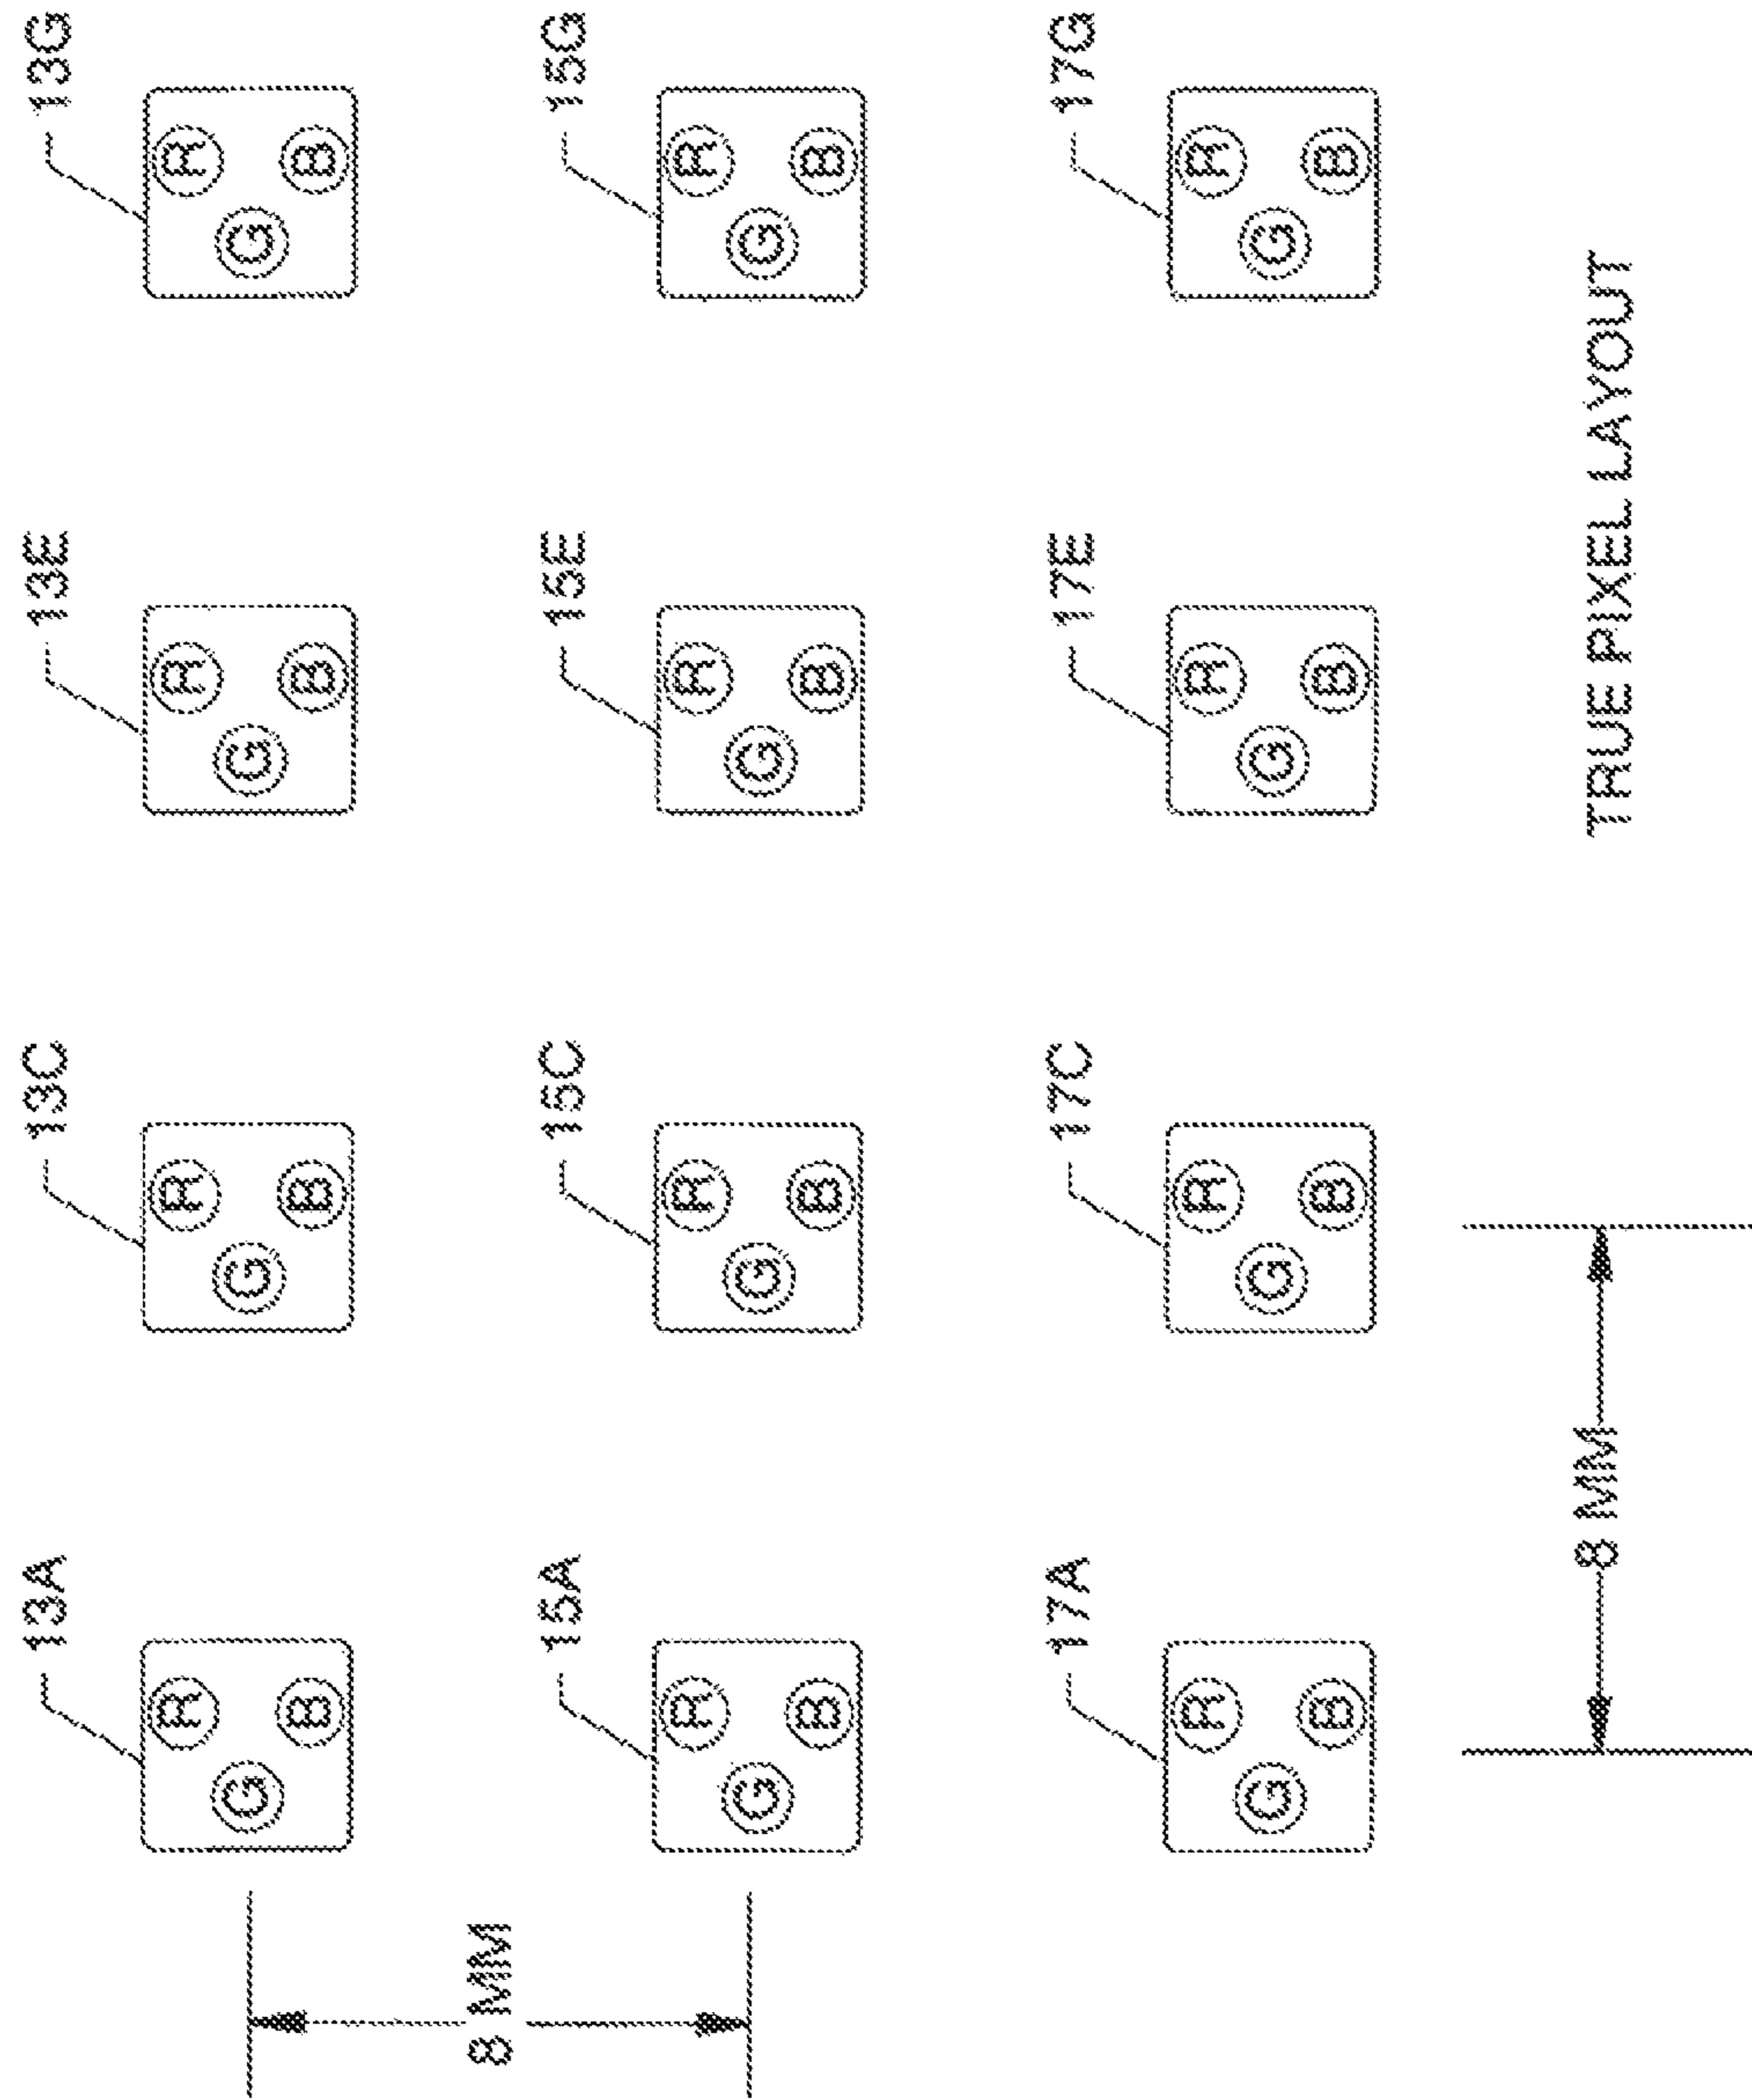 13A 13C 13E 13G
R R R R
G G G G
B B B B
8 MM
15A 15C 15E 15G
R R R R
G G G G
B B B B
17A 17C 17E 17G
R R R R
G G G G
B B B B
8 MM
TRUE PIXEL LAYOUT